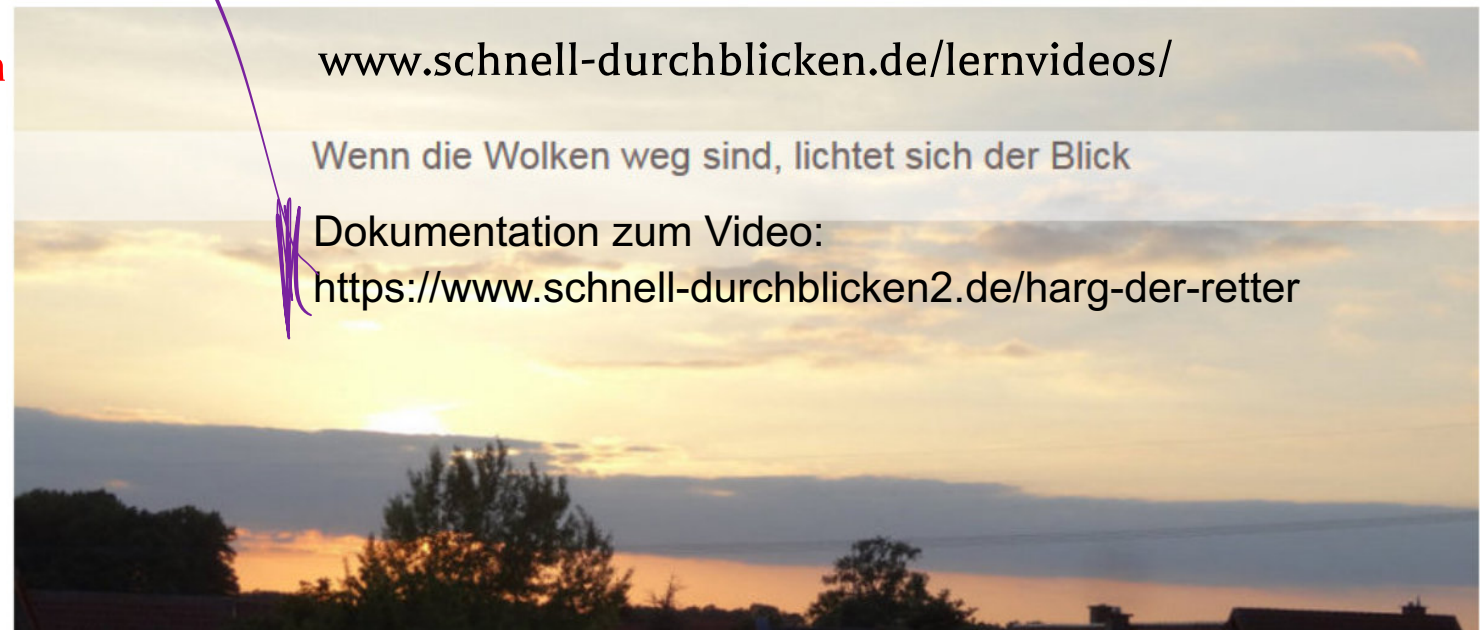 www.schnell-durchblicken.de/lernvideos/
Wenn die Wolken weg sind, lichtet sich der Blick
Dokumentation zum Video:
https://www.schnell-durchblicken2.de/harg-der-retter